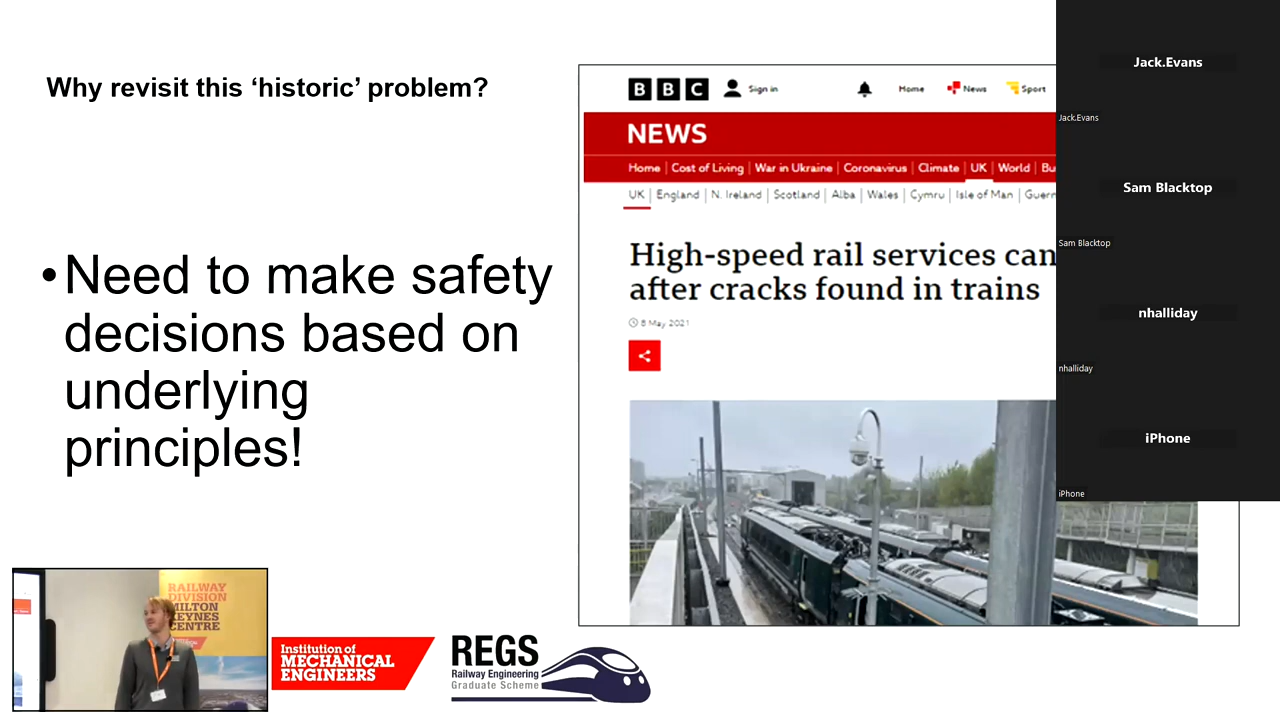 Why revisit this ‘historic’ problem?
•Need to make safety
decisions based on
underlying
principles!
BBC
Sign in
Home
News
Sport
NEWS
Home | Cost of Living | War in Ukraine | Coronavirus | Climate | UK | World | Bu
UK | England | N. Ireland | Scotland | Alba | Wales | Cymru | Isle of Man | Guern
High-speed rail services can
after cracks found in trains
8 May 2021
Jack.Evans
Jack.Evans
Sam Blacktop
Sam Blacktop
nhalliday
nhalliday
iPhone
iPhone
RAILWAY
DIVISION
MILTON
KEYNES
CENTRE
Institution of
MECHANICAL
ENGINEERS
REGS
Railway Engineering
Graduate Scheme